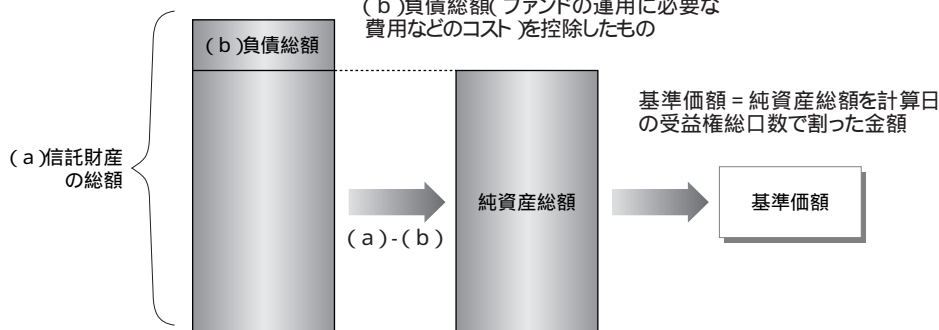 (b)負債総額(ファンドの運用に必要な
費用などのコスト)を控除したもの
(b)負債総額
基準価額=純資産総額を計算日
の受益権総口数で割った金額
(a)信託財産
の総額
純資産総額
基準価額
(a)-(b)